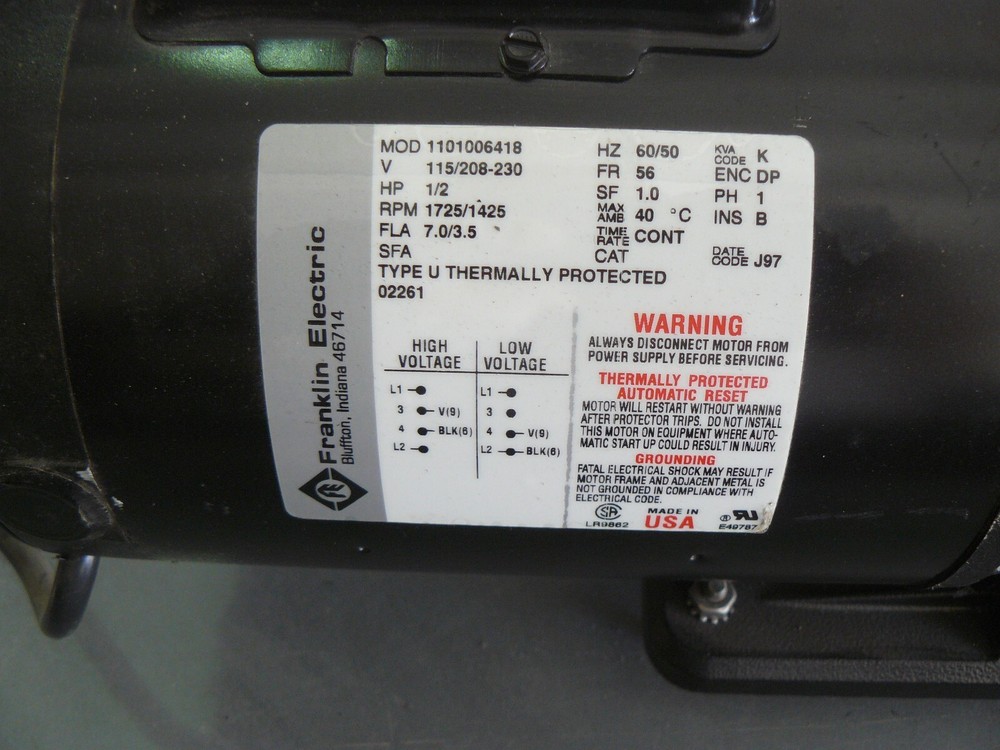 Franklin Electric
Bluffton, Indiana 46714
MOD 1101006418
V 115/208-230
HP 1/2
RPM 1725/1425
FLA 7.0/3.5
SFA
HZ 60/50
FR 56
SF 1.0
MAX AMB 40 °C
TIME RATE CONT
CAT
KVA CODE K
ENC DP
PH 1
INS B
DATE CODE J97
TYPE U THERMALLY PROTECTED
02261
HIGH VOLTAGE
L1
3 V(9)
4 BLK(6)
L2
LOW VOLTAGE
L1
3
4 V(9)
L2 BLK(6)
WARNING
ALWAYS DISCONNECT MOTOR FROM
POWER SUPPLY BEFORE SERVICING.
THERMALLY PROTECTED
AUTOMATIC RESET
MOTOR WILL RESTART WITHOUT WARNING
AFTER PROTECTOR TRIPS. DO NOT INSTALL
THIS MOTOR ON EQUIPMENT WHERE AUTO-
MATIC START UP COULD RESULT IN INJURY.
GROUNDING
FATAL ELECTRICAL SHOCK MAY RESULT IF
MOTOR FRAME AND ADJACENT METAL IS
NOT GROUNDED IN COMPLIANCE WITH
ELECTRICAL CODE.
SA
LR9862
MADE IN
USA
® RU
E49787